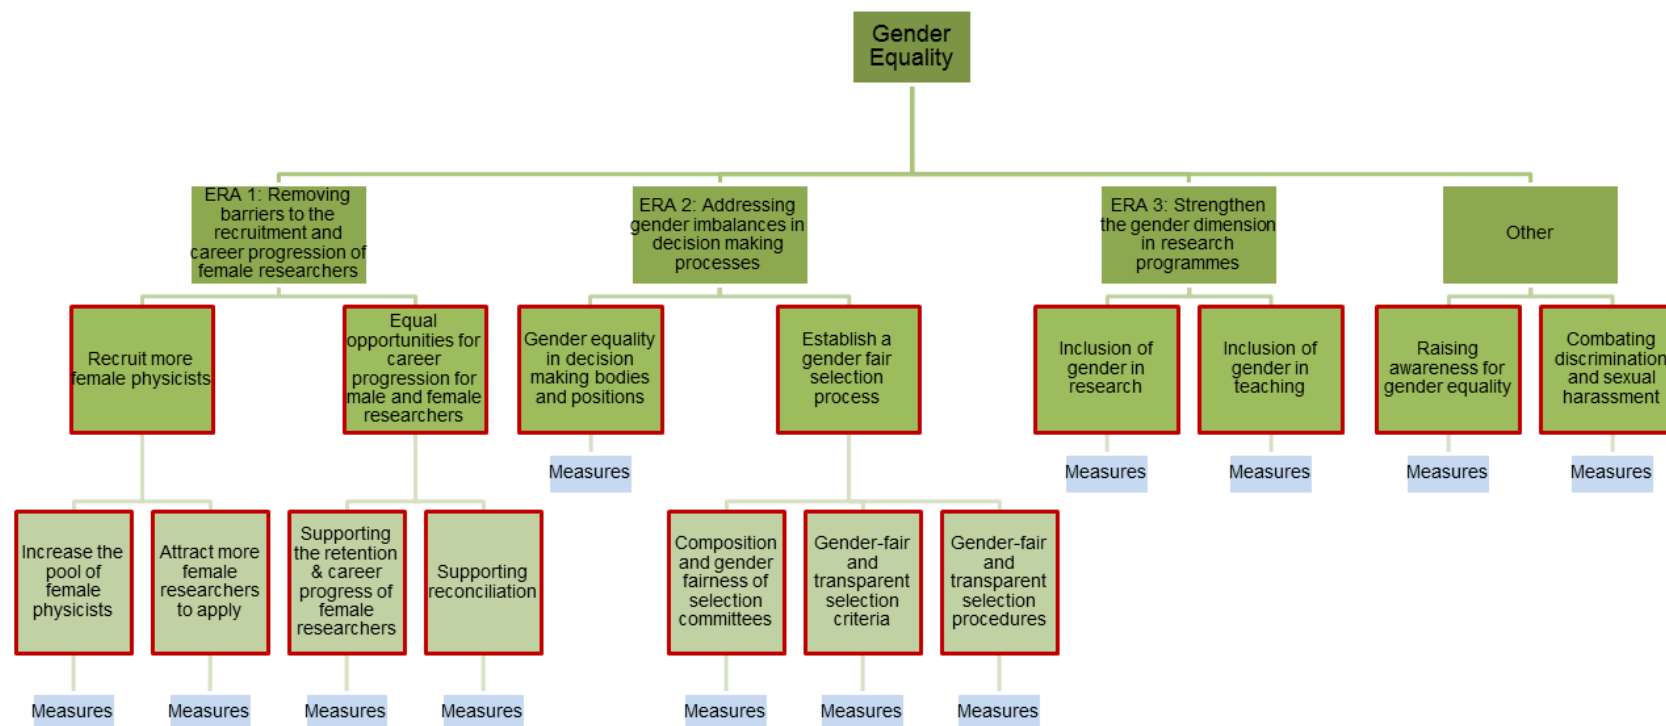 Gender
Equality
ERA 1: Removing
barriers to the
recruitment and
career progression of
female researchers
ERA 2: Addressing
gender imbalances in
decision making
processes
ERA 3: Strengthen
the gender dimension
in research
programmes
Other
Recruit more
female physicists
Equal
opportunities for
career
progression for
male and female
researchers
Gender equality
in decision
making bodies
and positions
Establish a
gender fair
selection
process
Inclusion of
gender in
research
Inclusion of
gender in
teaching
Raising
awareness for
gender equality
Combating
discrimination
and sexual
harassment
Measures
Measures
Measures
Measures
Measures
Increase the
pool of
female
physicists
Attract more
female
researchers
to apply
Supporting
the retention
& career
progress of
female
researchers
Supporting
reconciliation
Composition
and gender
fairness of
selection
committees
Gender-fair
and
transparent
selection
criteria
Gender-fair
and
transparent
selection
procedures
Measures
Measures
Measures
Measures
Measures
Measures
Measures